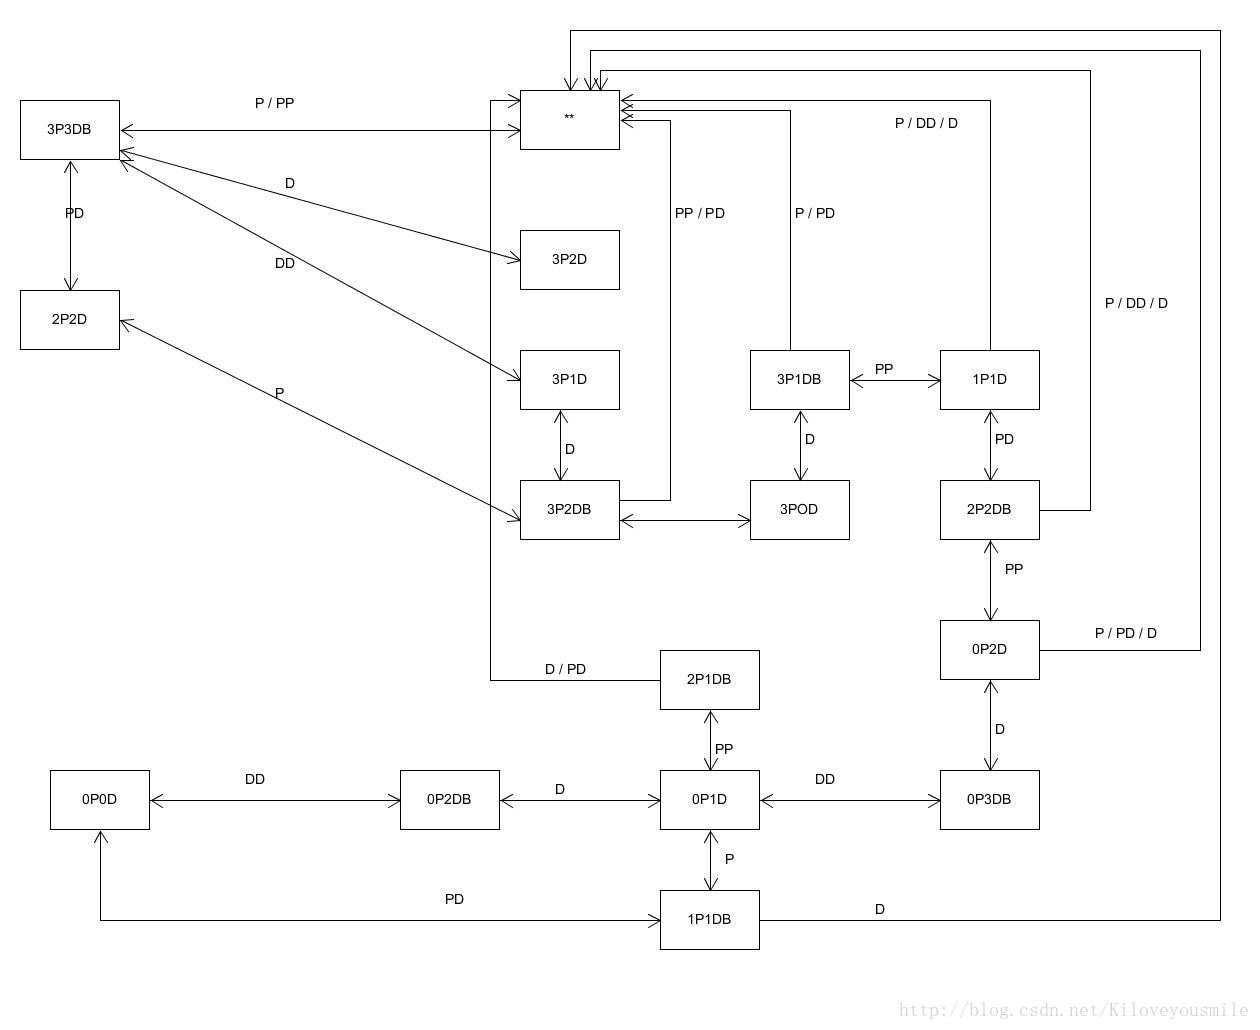 P / PP
**
P / DD / D
3P3DB
D
PD
PP / PD
P / PD
DD
3P2D
P / DD / D
2P2D
3P1D
3P1DB
PP
1P1D
P
D
D
PD
3P2DB
3POD
2P2DB
PP
P / PD / D
0P2D
D / PD
2P1DB
D
PP
DD
D
DD
0P0D
0P2DB
0P1D
0P3DB
P
PD
D
1P1DB
http://blog.csdn.net/Kiloveyousmile